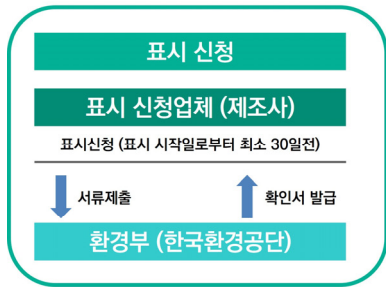 표시 신청
표시 신청업체 (제조사)
표시신청 (표시 시작일로부터 최소 30일전)
서류제출
확인서 발급
환경부 (한국환경공단)